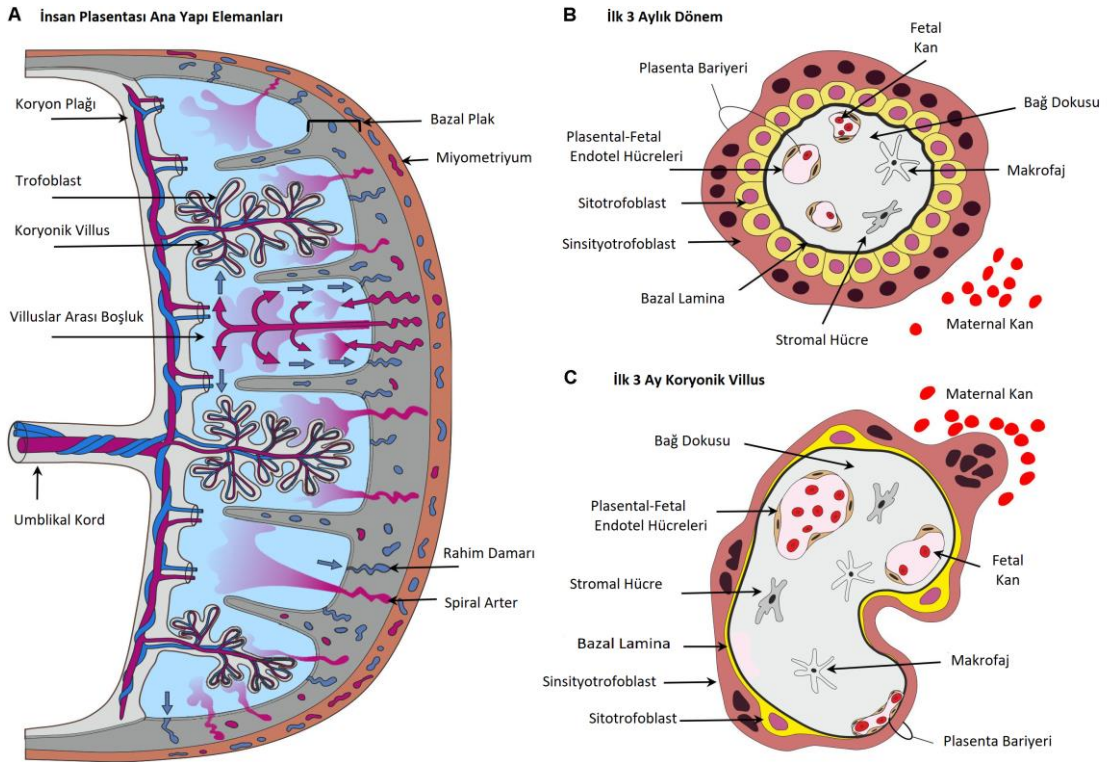 A İnsan Plasentası Ana Yapı Elemanları
Koryon Plağı
Trofoblast
Koryonik Villus
Villuslar Arası Boşluk
Umblikal Kord
Bazal Plak
Miyometriyum
Rahim Damarı
Spiral Arter
B İlk 3 Aylık Dönem
Fetal
Kan
Plasenta Bariyeri
Bağ Dokusu
Plasental-Fetal
Endotel Hücreleri
Makrofaj
Sitotrofoblast
Sinsityotrofoblast
Bazal Lamina
Maternal Kan
Stromal Hücre
C İlk 3 Ay Koryonik Villus
Maternal Kan
Bağ Dokusu
Plasental-Fetal
Endotel Hücreleri
Fetal
Kan
Stromal Hücre
Bazal Lamina
Makrofaj
Sinsityotrofoblast
Sitotrofoblast
Plasenta Bariyeri